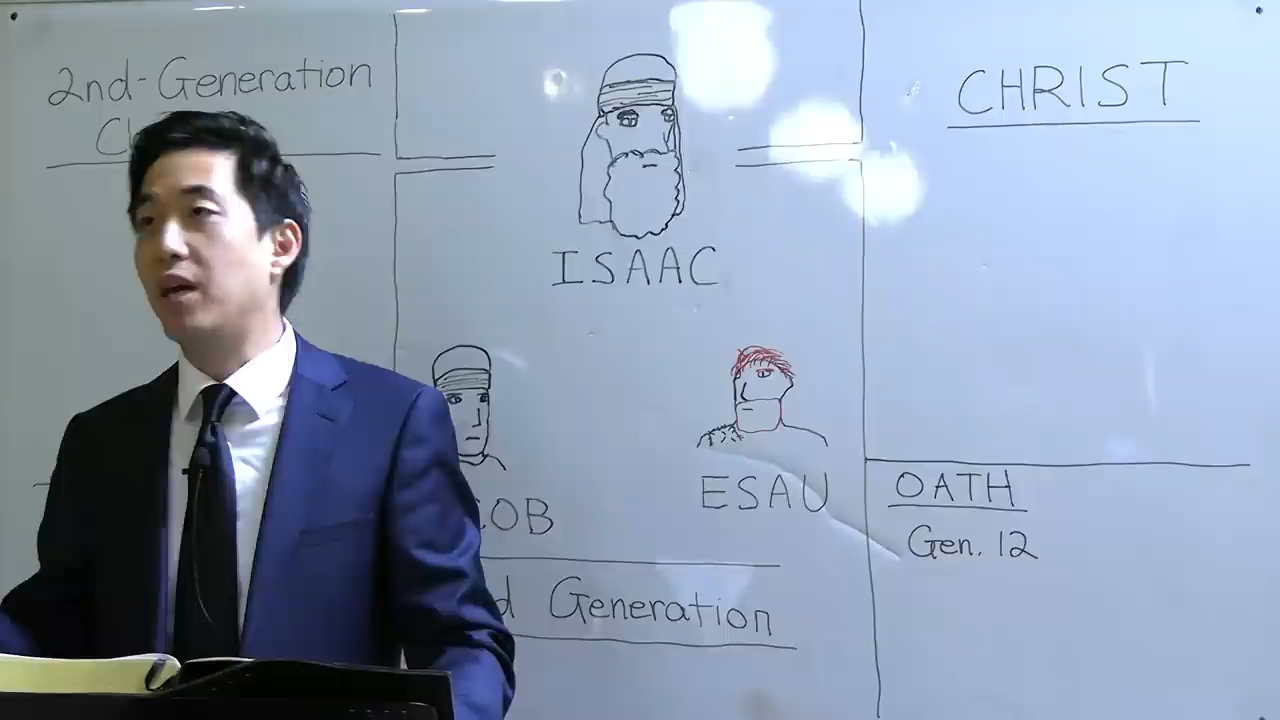 2nd-Generation
CHRIST
ISAAC
ESAU
OATH
Gen. 12
Generation